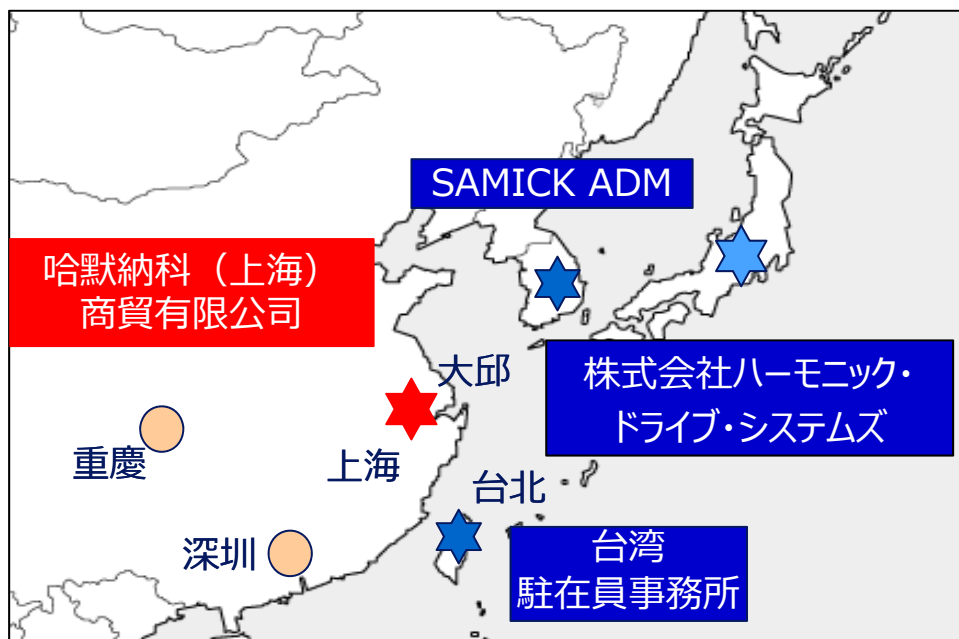 SAMICK ADM
哈默納科（上海）
商貿有限公司
大邱
株式会社ハーモニック・
ドライブ・システムズ
重慶
上海
台北
深圳
台湾
駐在員事務所